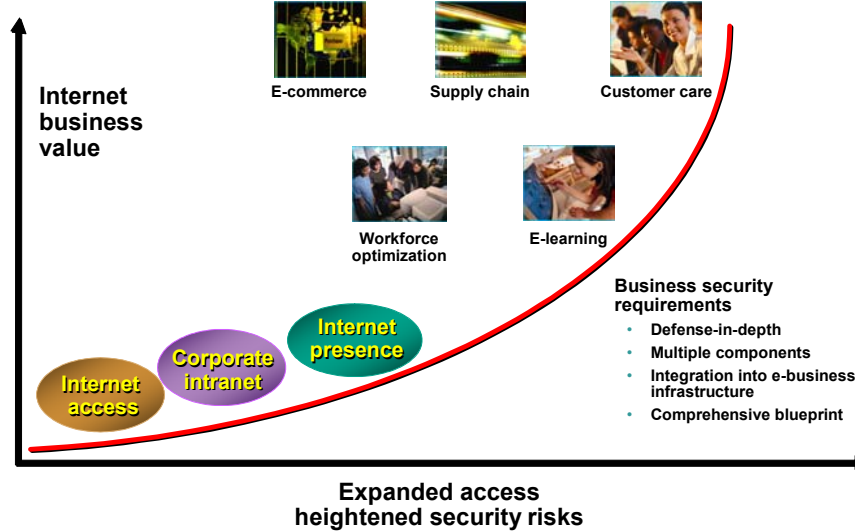 Internet
business
value
E-commerce
Supply chain
Customer care
Workforce
optimization
E-learning
Internet
access
Corporate
intranet
Internet
presence
Business security
requirements
• Defense-in-depth
• Multiple components
• Integration into e-business
infrastructure
• Comprehensive blueprint
Expanded access
heightened security risks